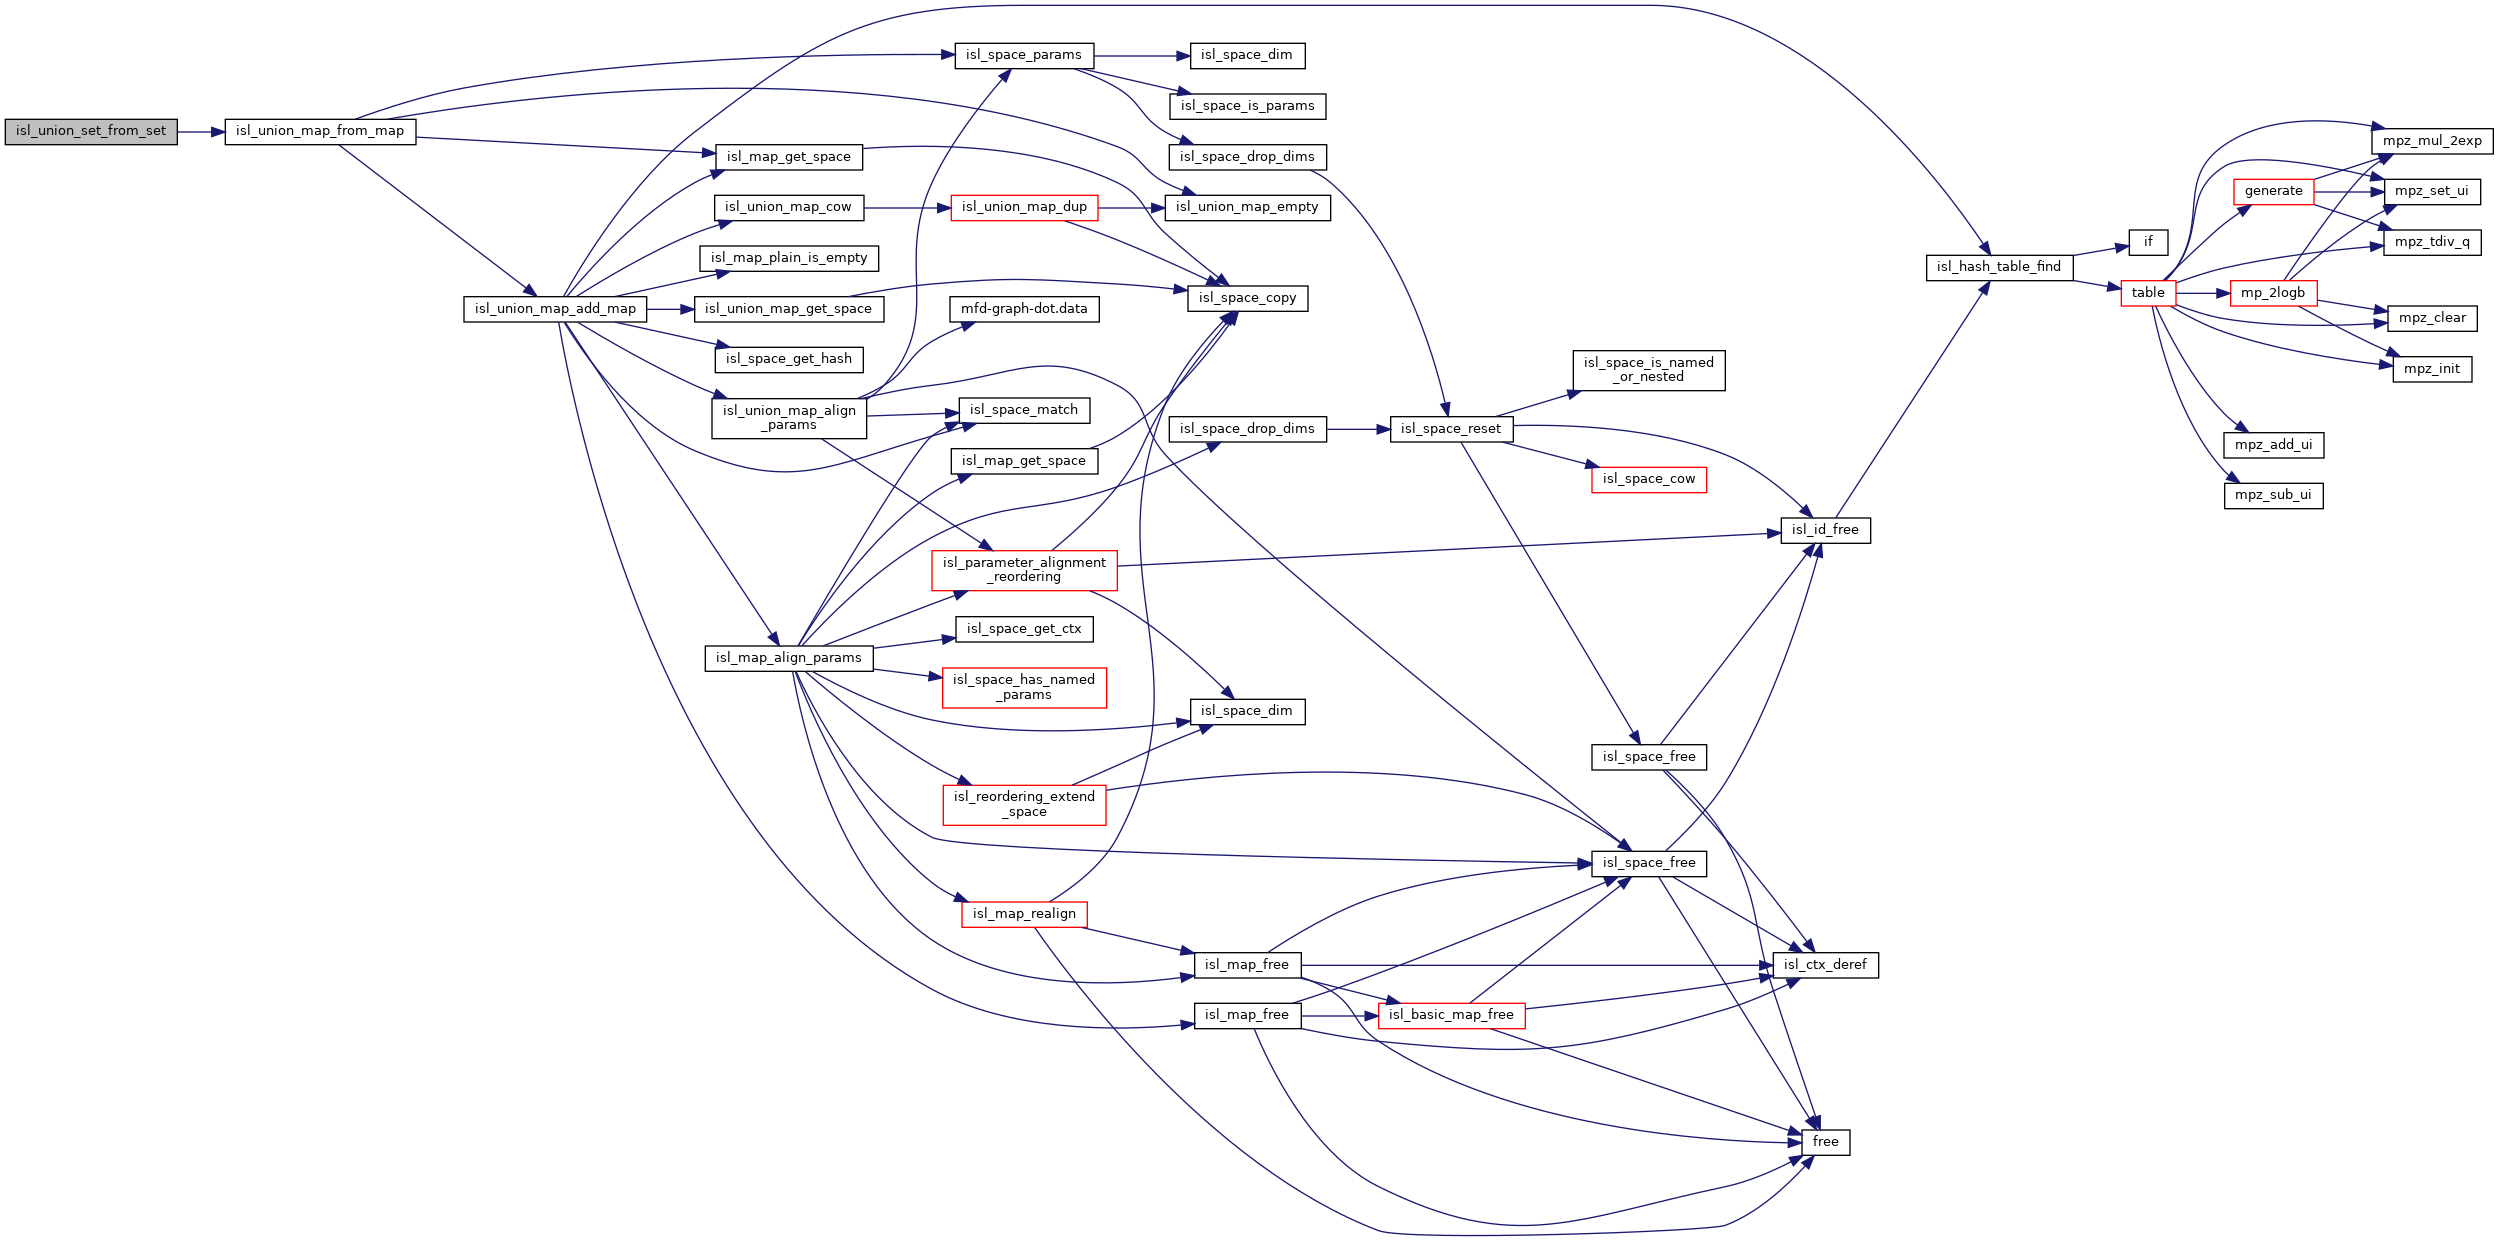 isl_union_set_from_set
isl_union_map_from_map
isl_union_map_add_map
isl_map_get_space
isl_union_map_cow
isl_map_plain_is_empty
isl_union_map_get_space
isl_space_get_hash
isl_union_map_align
_params
isl_map_align_params
isl_space_params
isl_union_map_dup
mfd-graph-dot.data
isl_space_match
isl_map_get_space
isl_parameter_alignment
_reordering
isl_space_get_ctx
isl_space_has_named
_params
isl_reordering_extend
_space
isl_map_realign
isl_space_dim
isl_space_is_params
isl_space_drop_dims
isl_union_map_empty
isl_space_copy
isl_space_drop_dims
isl_space_dim
isl_map_free
isl_map_free
isl_space_reset
isl_basic_map_free
isl_space_is_named
_or_nested
isl_space_cow
isl_space_free
isl_space_free
isl_id_free
isl_ctx_deref
free
isl_hash_table_find
if
table
generate
mp_2logb
mpz_add_ui
mpz_sub_ui
mpz_mul_2exp
mpz_set_ui
mpz_tdiv_q
mpz_clear
mpz_init